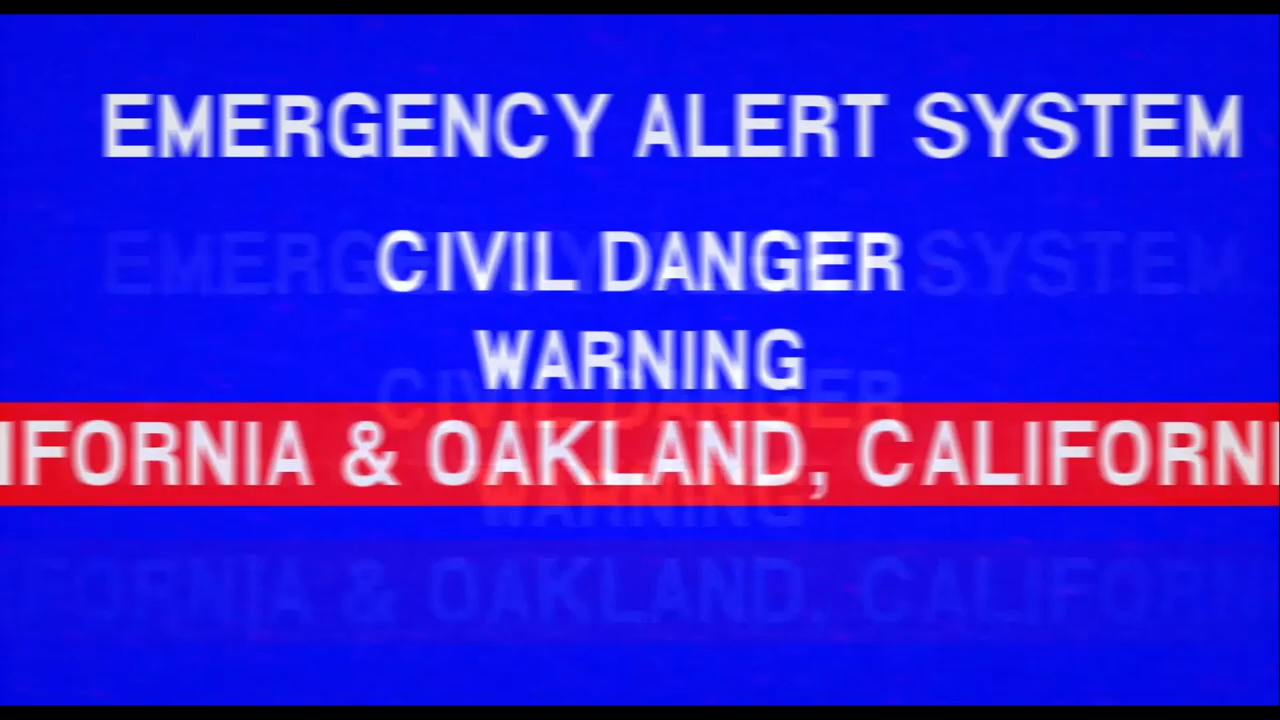 EMERGENCY ALERT SYSTEM
CIVIL DANGER
WARNING
IFORNIA & OAKLAND, CALIFORNI